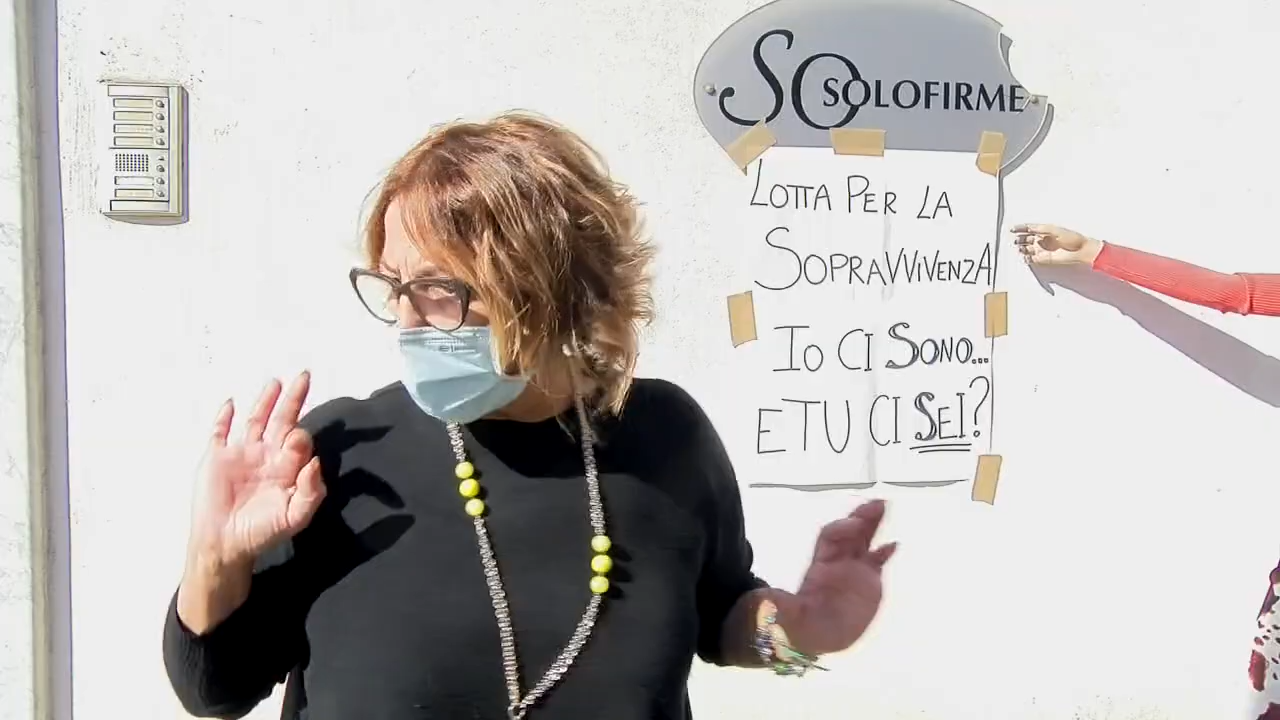 SO SOLOFIRME
LOTTA PER LA
SOPRAVVIVENZA
IO CI SONO...
E TU CI SEI?